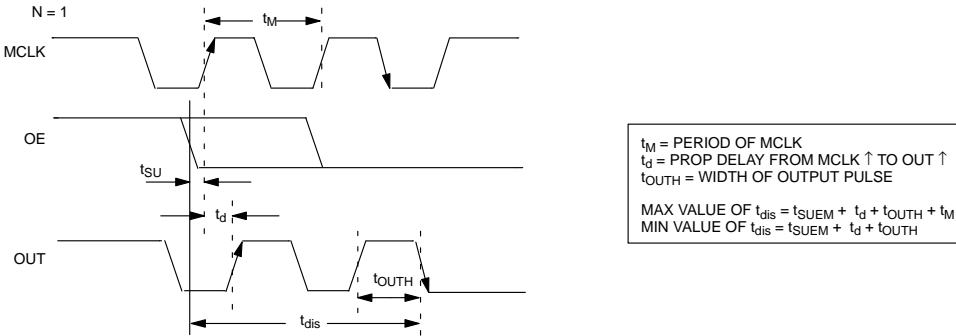 N = 1
tM
MCLK
OE
tSU
td
OUT
tOUTH
tdis
tM = PERIOD OF MCLK
td = PROP DELAY FROM MCLK ↑ TO OUT ↑
tOUTH = WIDTH OF OUTPUT PULSE
MAX VALUE OF tdis = tSUEM + td + tOUTH + tM
MIN VALUE OF tdis = tSUEM + td + tOUTH